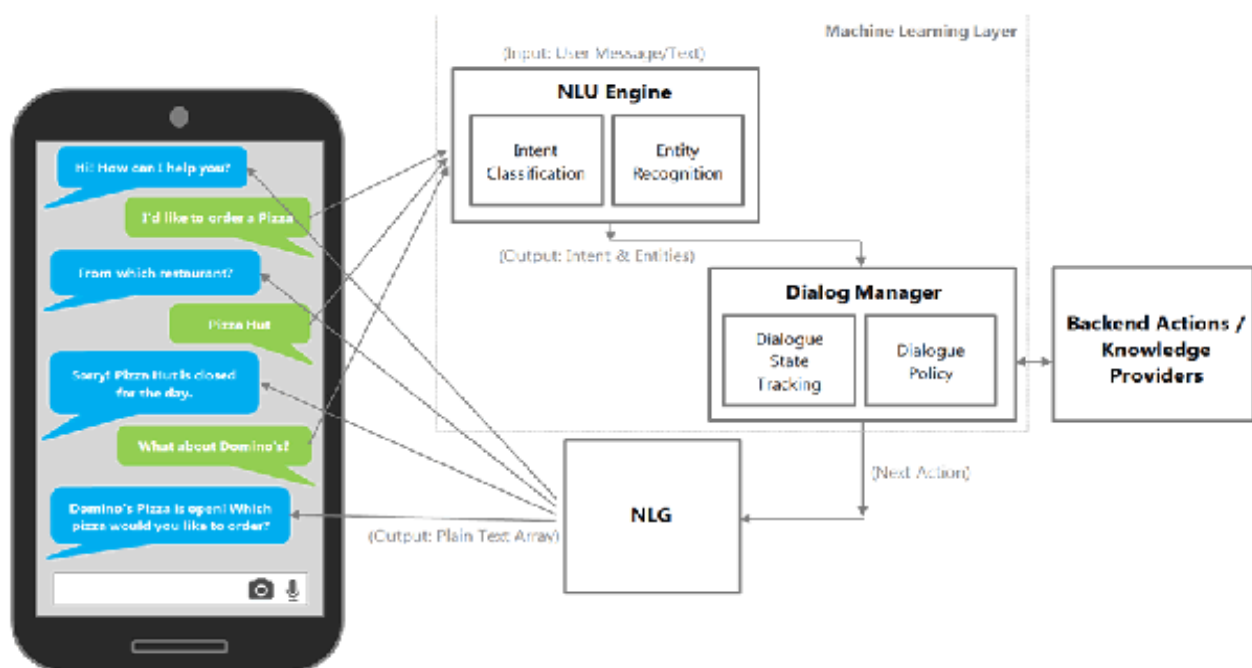 Machine Learning Layer
(Input: User Message/Text)
NLU Engine
Intent
Classification
Entity
Recognition
(Output: Intent & Entities)
Dialog Manager
Dialogue
State
Tracking
Dialogue
Policy
Backend Actions /
Knowledge
Providers
(Next Action)
NLG
(Output: Plain Text Array)
Hi! How can I help you?
I'd like to order a Pizza
From which restaurant?
Pizza Hut
Sorry! Pizza Hut is closed
for the day.
What about Domino's?
Domino's Pizza is open! Which
pizza would you like to order?